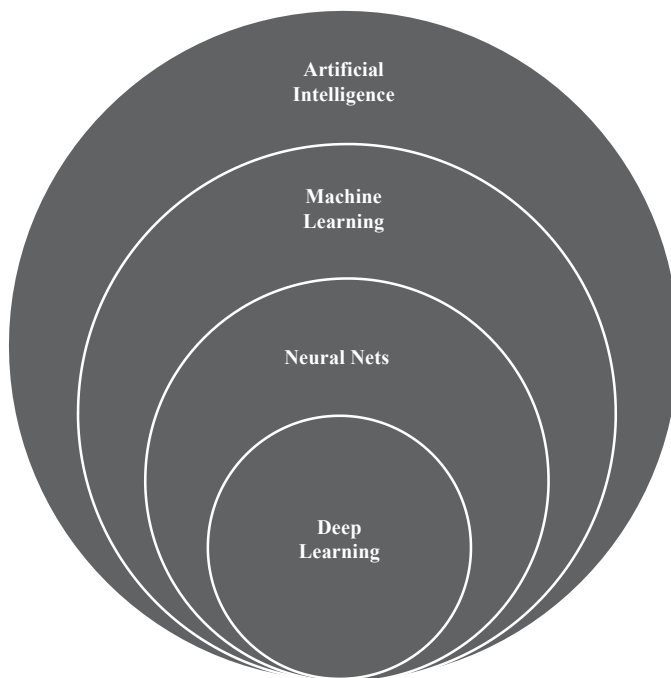 Artificial
Intelligence
Machine
Learning
Neural Nets
Deep
Learning